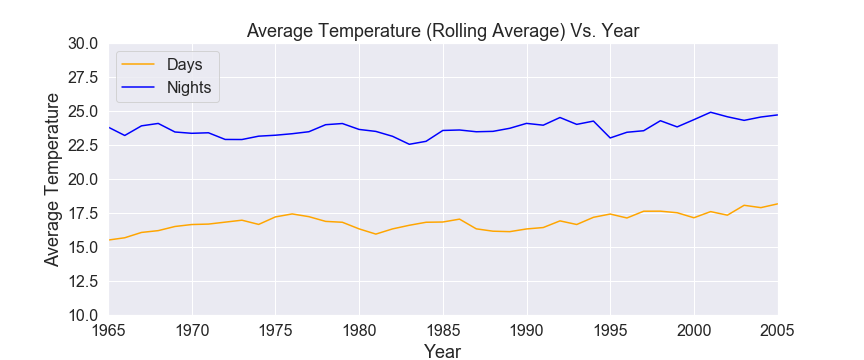 Average Temperature (Rolling Average) Vs. Year
30.0
27.5
25.0
22.5
20.0
17.5
15.0
12.5
10.0
Average Temperature
Days
Nights
1965 1970 1975 1980 1985 1990 1995 2000 2005
Year